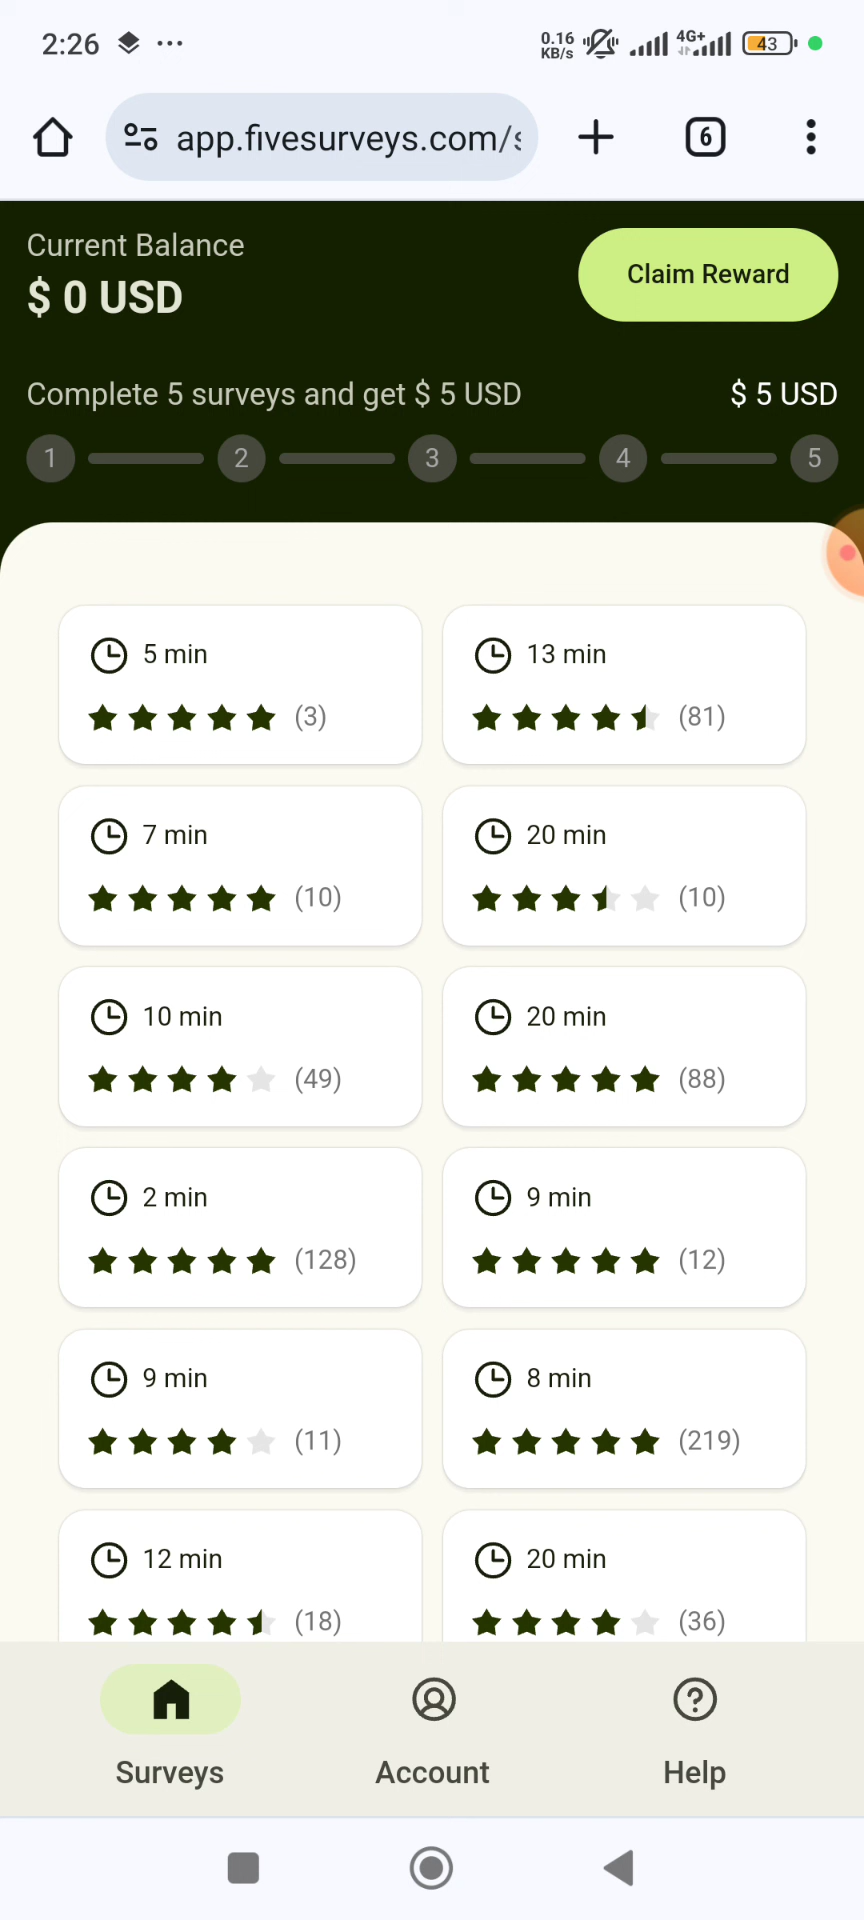 2:26 ...
0.16 KB/s 4G+ 43
app.fivesurveys.com/s
6
Current Balance
$ 0 USD
Claim Reward
Complete 5 surveys and get $ 5 USD $ 5 USD
1 2 3 4 5
5 min 13 min
(3) (81)
7 min 20 min
(10) (10)
10 min 20 min
(49) (88)
2 min 9 min
(128) (12)
9 min 8 min
(11) (219)
12 min 20 min
(18) (36)
Surveys Account Help